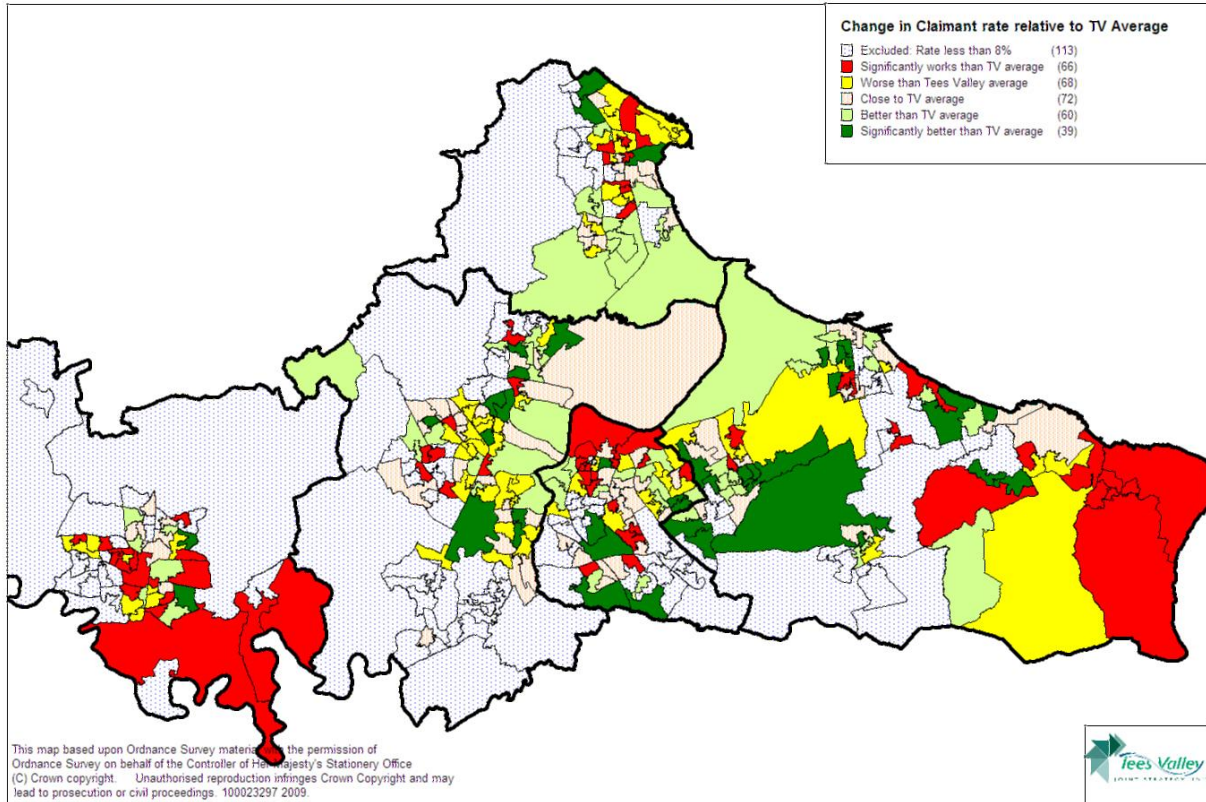 Change in Claimant rate relative to TV Average
Excluded: Rate less than 8% (113)
Significantly works than TV average (66)
Worse than Tees Valley average (68)
Close to TV average (72)
Better than TV average (60)
Significantly better than TV average (39)
This map based upon Ordnance Survey material with the permission of
Ordnance Survey on behalf of the Controller of Her Majesty's Stationery Office
(C) Crown copyright. Unauthorised reproduction infringes Crown Copyright and may
lead to prosecution or civil proceedings. 100023297 2009.
Tees Valley
JOINT STRATEGY